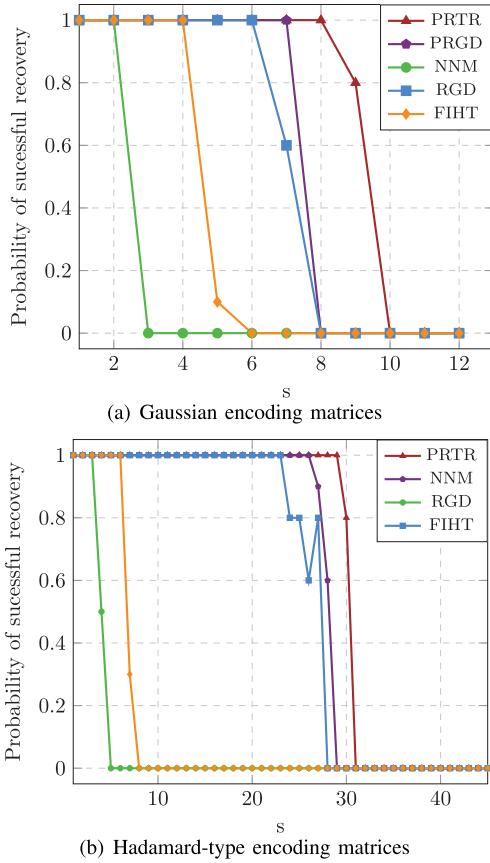 1
0.8
0.6
0.4
0.2
0
Probability of sucessful recovery
2 4 6 8 10 12
s
PRTR
PRGD
NNM
RGD
FIHT
(a) Gaussian encoding matrices
1
0.8
0.6
0.4
0.2
0
Probability of sucessful recovery
10 20 30 40
s
PRTR
NNM
RGD
FIHT
(b) Hadamard-type encoding matrices